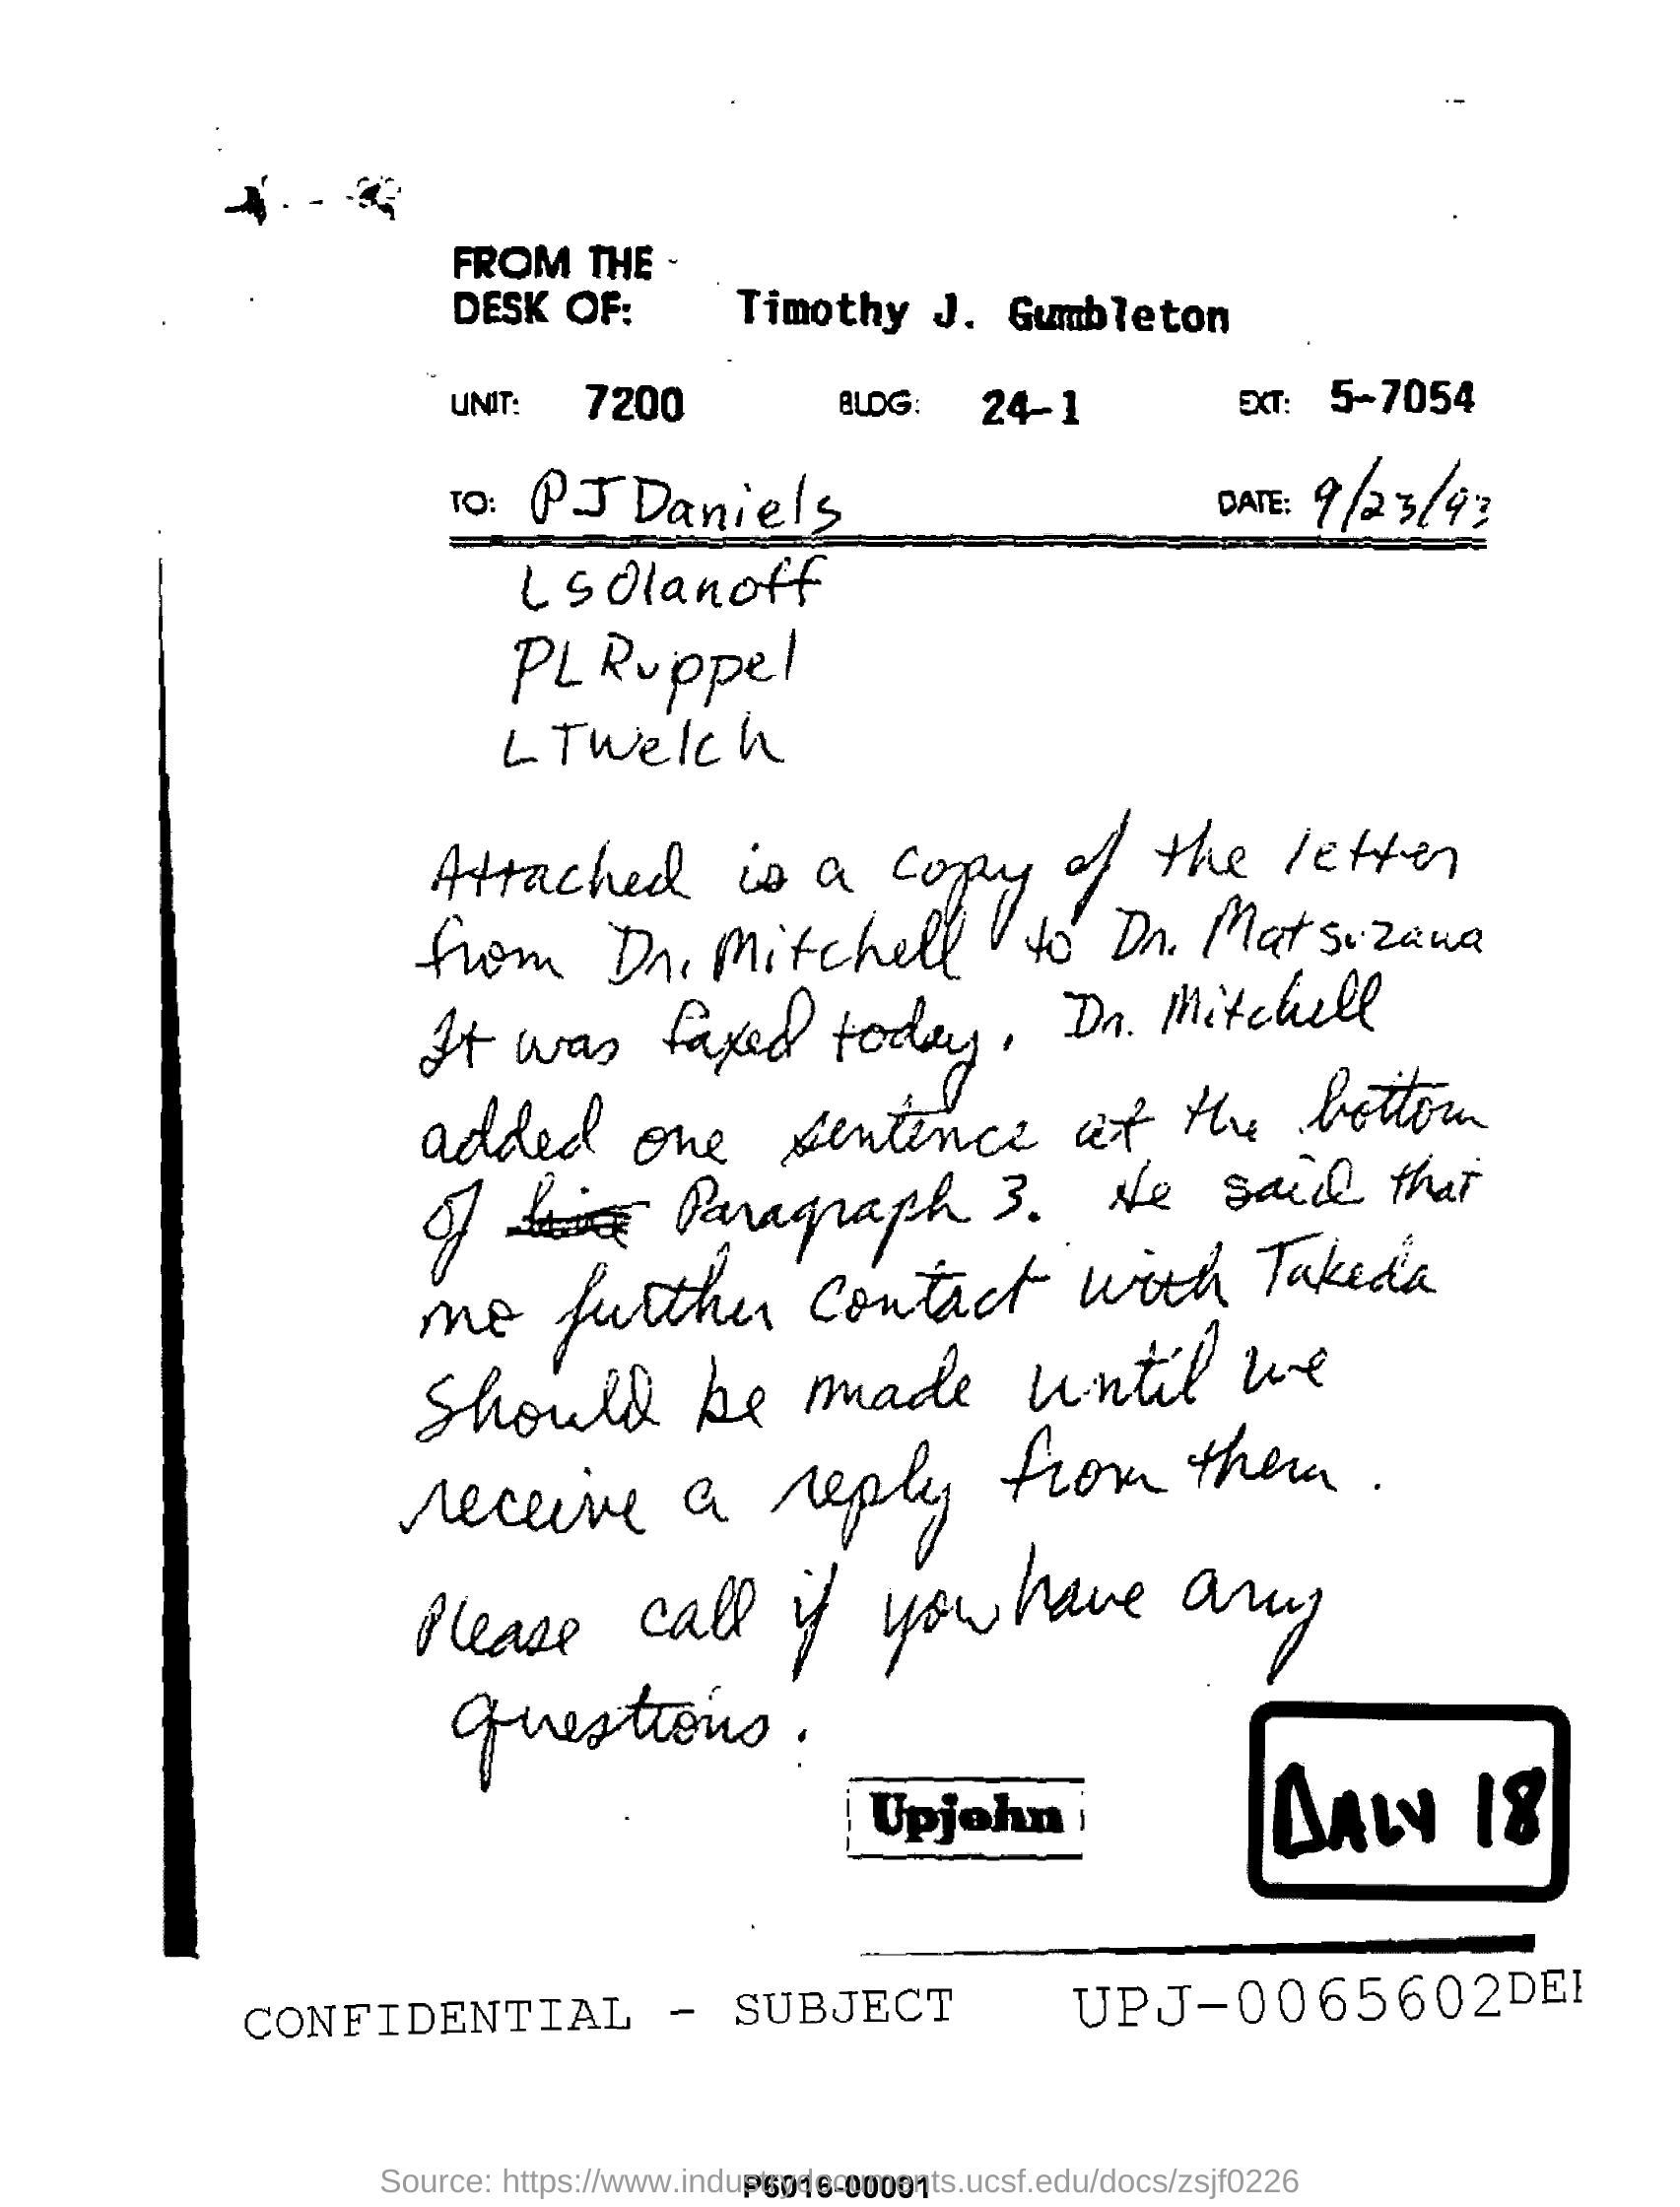 FROM THE
DESK OF: Timothy J. Gumbleton
UNIT: 7200 BLDG: 24-1 EXT: 5-7054
TO: PJ Daniels DATE: 9/23/93
LS Olanoff
PL Ruppel
LT Welch
Attached is a copy of the letter
from Dr. Mitchell to Dr. Matsuzawa
It was faxed today. Dr. Mitchell
added one sentence at the bottom
of Paragraph 3. He said that
no further contact with Takeda
should be made until we
receive a reply from them.
Please call if you have any
questions.
Upjohn
DALY 18
CONFIDENTIAL - SUBJECT UPJ-0065602DE
Source: https://www.industrydocuments.ucsf.edu/docs/zsjf0226
P6016-00001